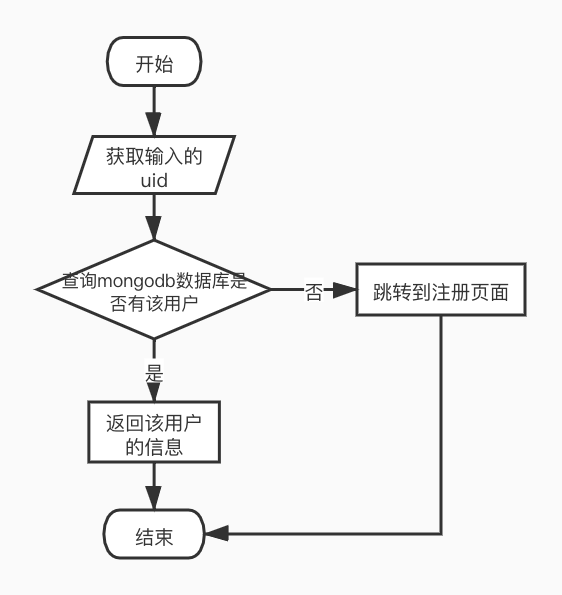 开始
获取输入的
uid
查询mongodb数据库是
否有该用户
否
跳转到注册页面
是
返回该用户
的信息
结束